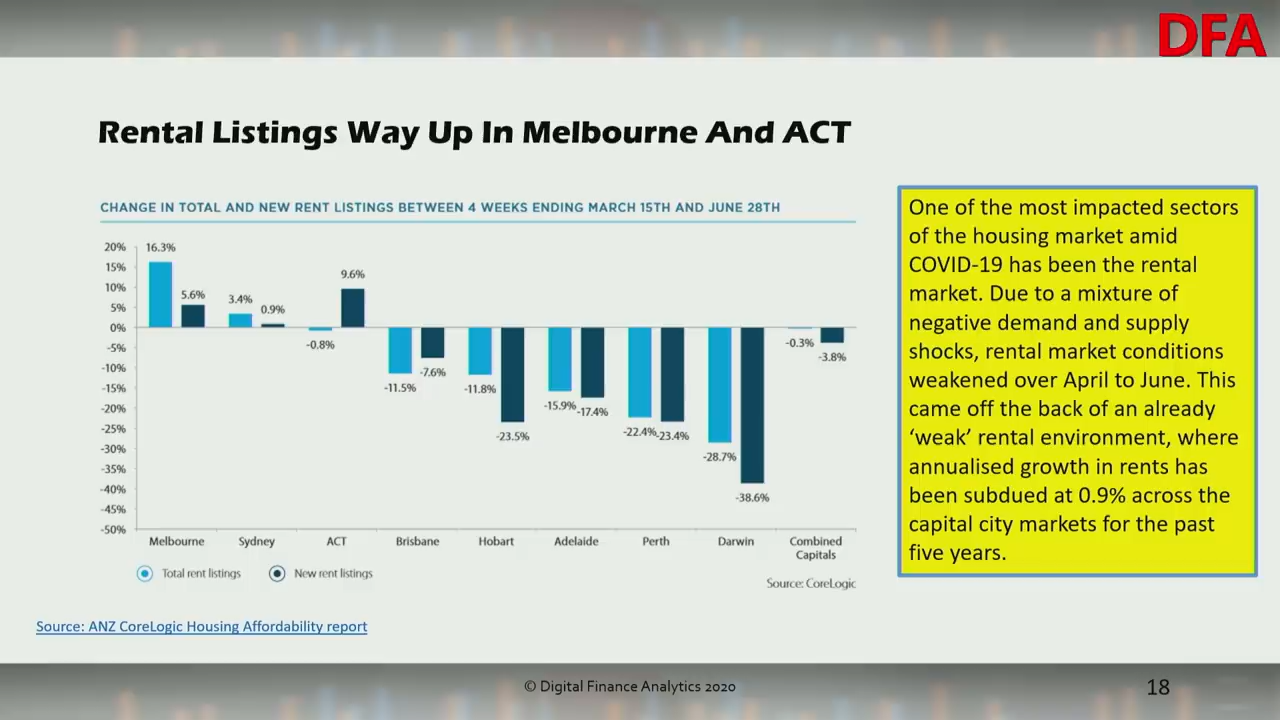 DFA
Rental Listings Way Up In Melbourne And ACT
CHANGE IN TOTAL AND NEW RENT LISTINGS BETWEEN 4 WEEKS ENDING MARCH 15TH AND JUNE 28TH
20%
15%
10%
5%
0%
-5%
-10%
-15%
-20%
-25%
-30%
-35%
-40%
-45%
-50%
16.3%
5.6%
3.4%
0.9%
-0.8%
9.6%
-11.5%
-7.6%
-11.8%
-23.5%
-15.9%
-17.4%
-22.4%
-23.4%
-28.7%
-38.6%
-0.3%
-3.8%
Melbourne
Sydney
ACT
Brisbane
Hobart
Adelaide
Perth
Darwin
Combined
Capitals
Total rent listings
New rent listings
Source: CoreLogic
One of the most impacted sectors
of the housing market amid
COVID-19 has been the rental
market. Due to a mixture of
negative demand and supply
shocks, rental market conditions
weakened over April to June. This
came off the back of an already
‘weak’ rental environment, where
annualised growth in rents has
been subdued at 0.9% across the
capital city markets for the past
five years.
Source: ANZ CoreLogic Housing Affordability report
© Digital Finance Analytics 2020
18